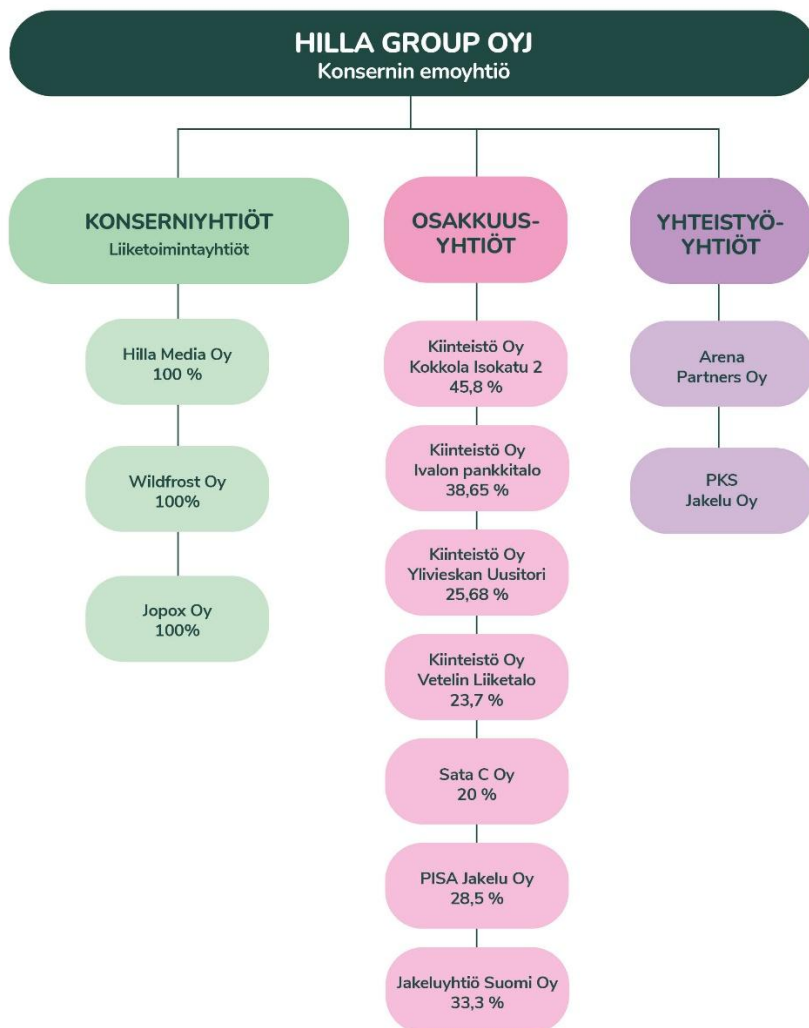 HILLA GROUP OYJ
Konsernin emoyhtiö
KONSERNIYHTIÖT
Liiketoimintayhtiöt
Hilla Media Oy
100 %
Wildfrost Oy
100%
Jopox Oy
100%
OSAKKUUS-
YHTIÖT
Kiinteistö Oy
Kokkola Isokatu 2
45,8 %
Kiinteistö Oy
Ivalon pankkitalo
38,65 %
Kiinteistö Oy
Ylivieskan Uusitori
25,68 %
Kiinteistö Oy
Vetelin Liiketalo
23,7 %
Sata C Oy
20 %
PISA Jakelu Oy
28,5 %
Jakeluyhtiö Suomi Oy
33,3 %
YHTEISTYÖ-
YHTIÖT
Arena
Partners Oy
PKS
Jakelu Oy